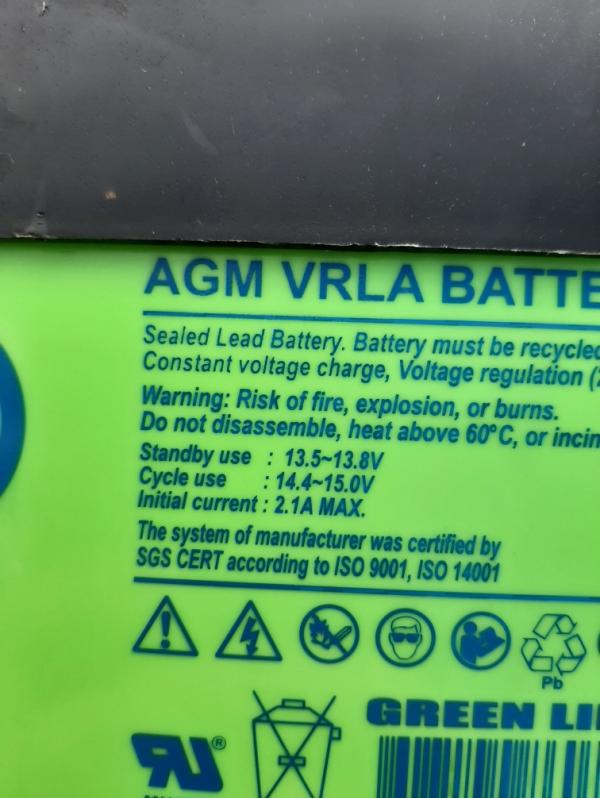 AGM VRLA BATTE
Sealed Lead Battery. Battery must be recycled
Constant voltage charge, Voltage regulation (
Warning: Risk of fire, explosion, or burns.
Do not disassemble, heat above 60°C, or incin
Standby use : 13.5~13.8V
Cycle use : 14.4~15.0V
Initial current : 2.1A MAX.
The system of manufacturer was certified by
SGS CERT according to ISO 9001, ISO 14001
Pb
GREEN LI
®